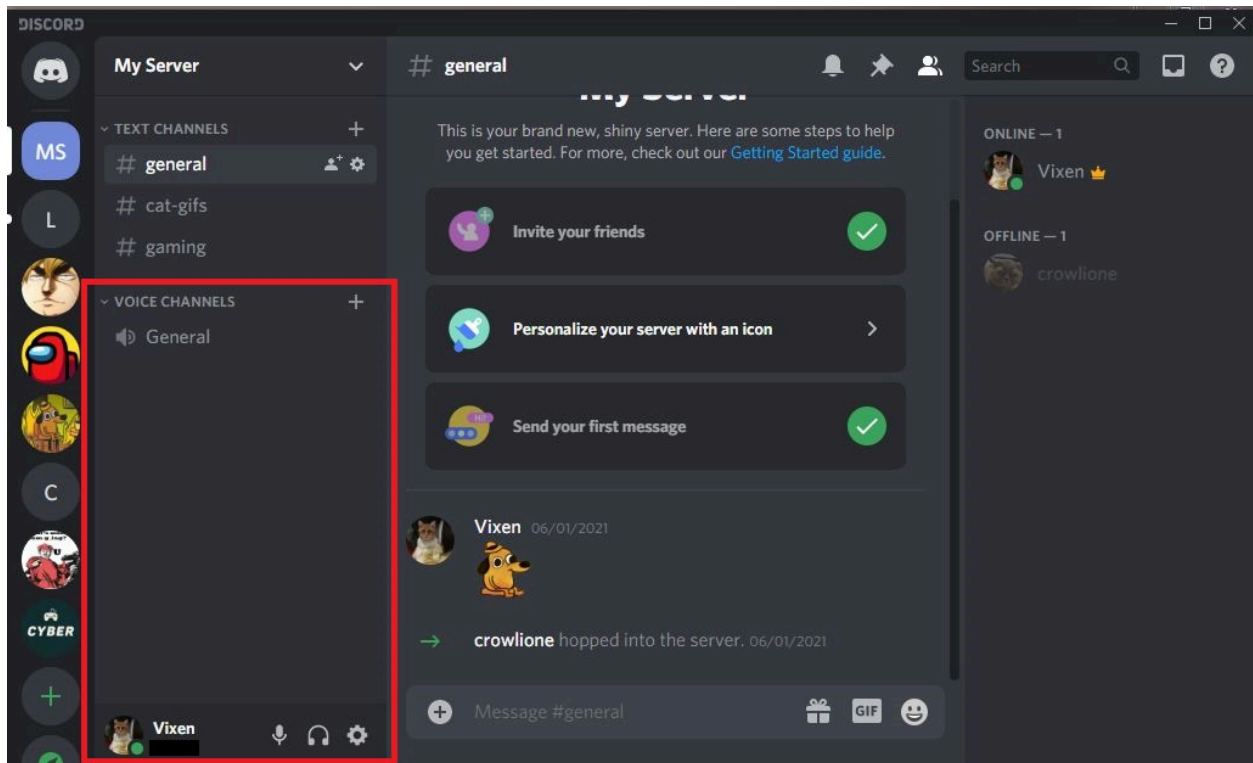 DISCORD
My Server
# general
Search
MS
L
C
CYBER
TEXT CHANNELS
# general
# cat-gifs
# gaming
VOICE CHANNELS
General
Vixen
My Server
This is your brand new, shiny server. Here are some steps to help
you get started. For more, check out our Getting Started guide.
Invite your friends
Personalize your server with an icon
Send your first message
Vixen 06/01/2021
crowlione hopped into the server. 06/01/2021
Message #general
GIF
ONLINE — 1
Vixen
OFFLINE — 1
crowlione